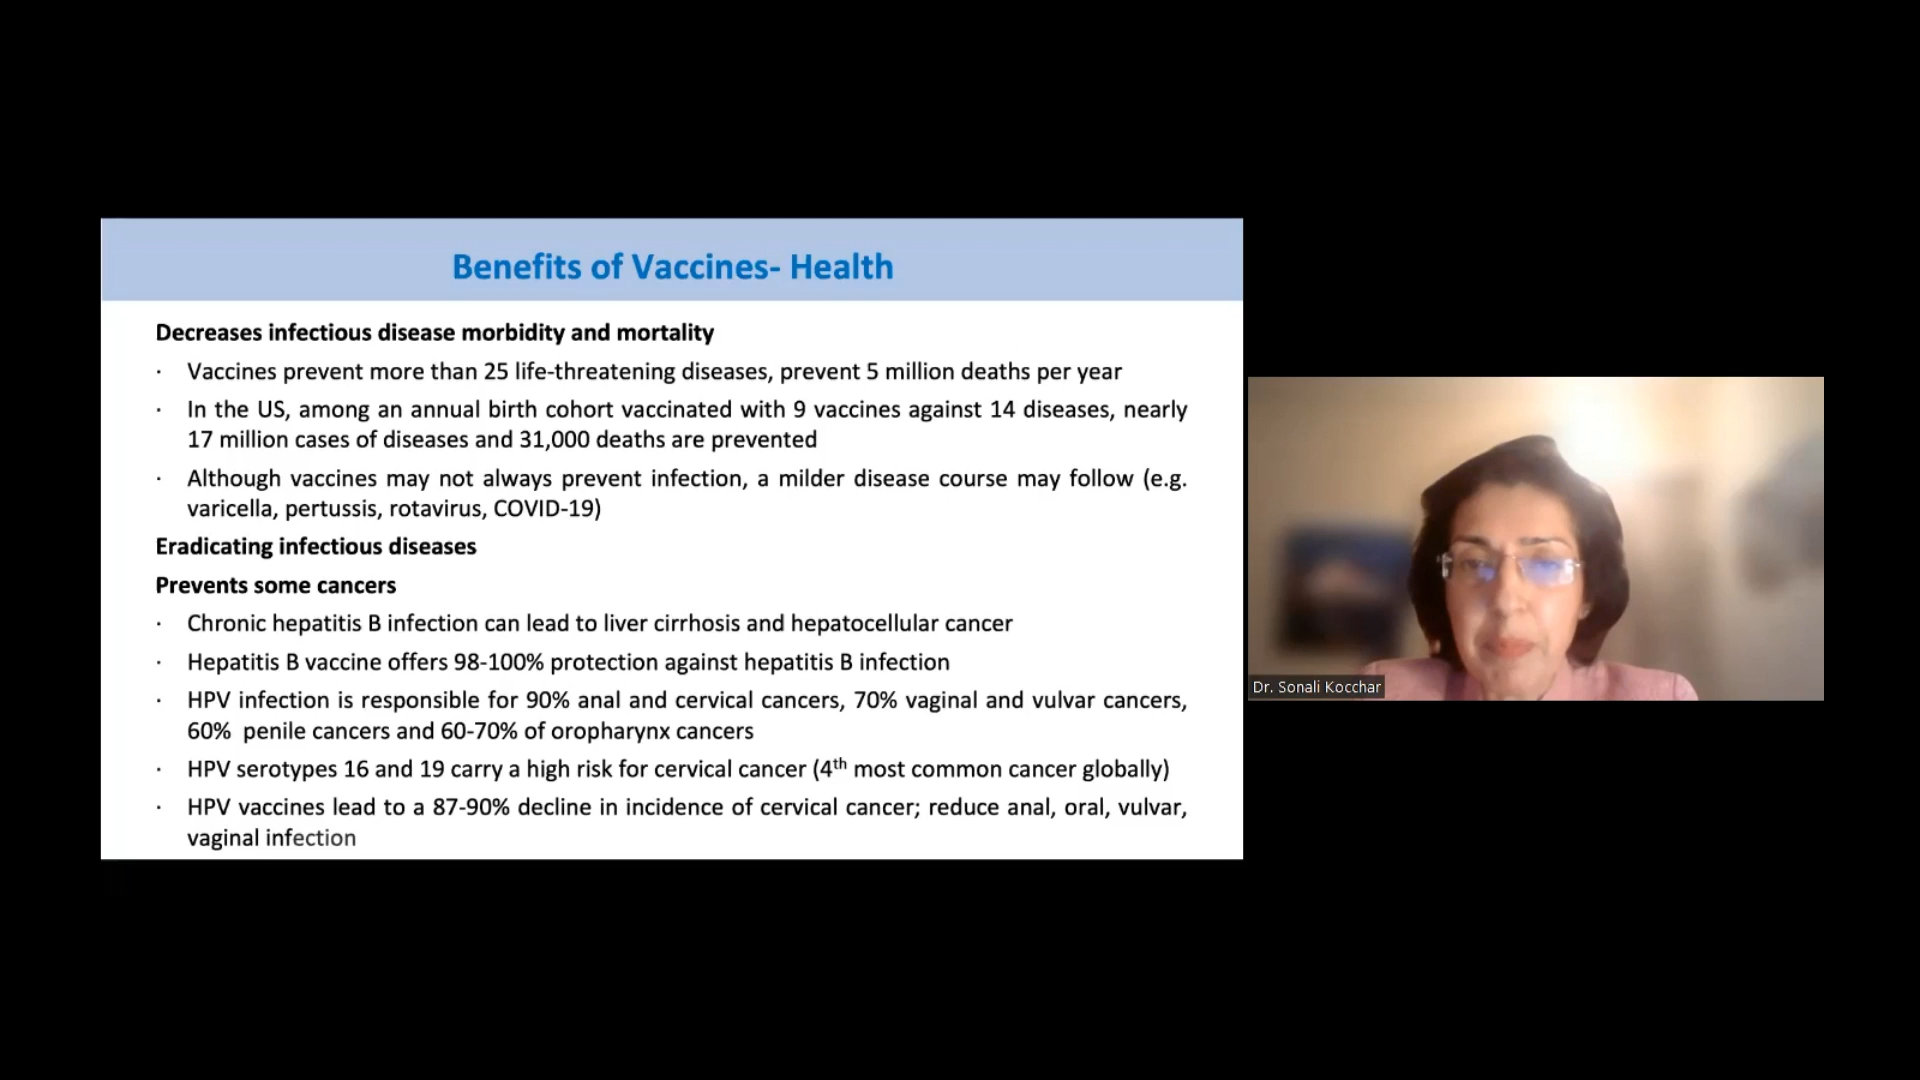 Benefits of Vaccines- Health
Decreases infectious disease morbidity and mortality
· Vaccines prevent more than 25 life-threatening diseases, prevent 5 million deaths per year
· In the US, among an annual birth cohort vaccinated with 9 vaccines against 14 diseases, nearly
17 million cases of diseases and 31,000 deaths are prevented
· Although vaccines may not always prevent infection, a milder disease course may follow (e.g.
varicella, pertussis, rotavirus, COVID-19)
Eradicating infectious diseases
Prevents some cancers
· Chronic hepatitis B infection can lead to liver cirrhosis and hepatocellular cancer
· Hepatitis B vaccine offers 98-100% protection against hepatitis B infection
· HPV infection is responsible for 90% anal and cervical cancers, 70% vaginal and vulvar cancers,
60% penile cancers and 60-70% of oropharynx cancers
· HPV serotypes 16 and 19 carry a high risk for cervical cancer (4th most common cancer globally)
· HPV vaccines lead to a 87-90% decline in incidence of cervical cancer; reduce anal, oral, vulvar,
vaginal infection
Dr. Sonali Kocchar